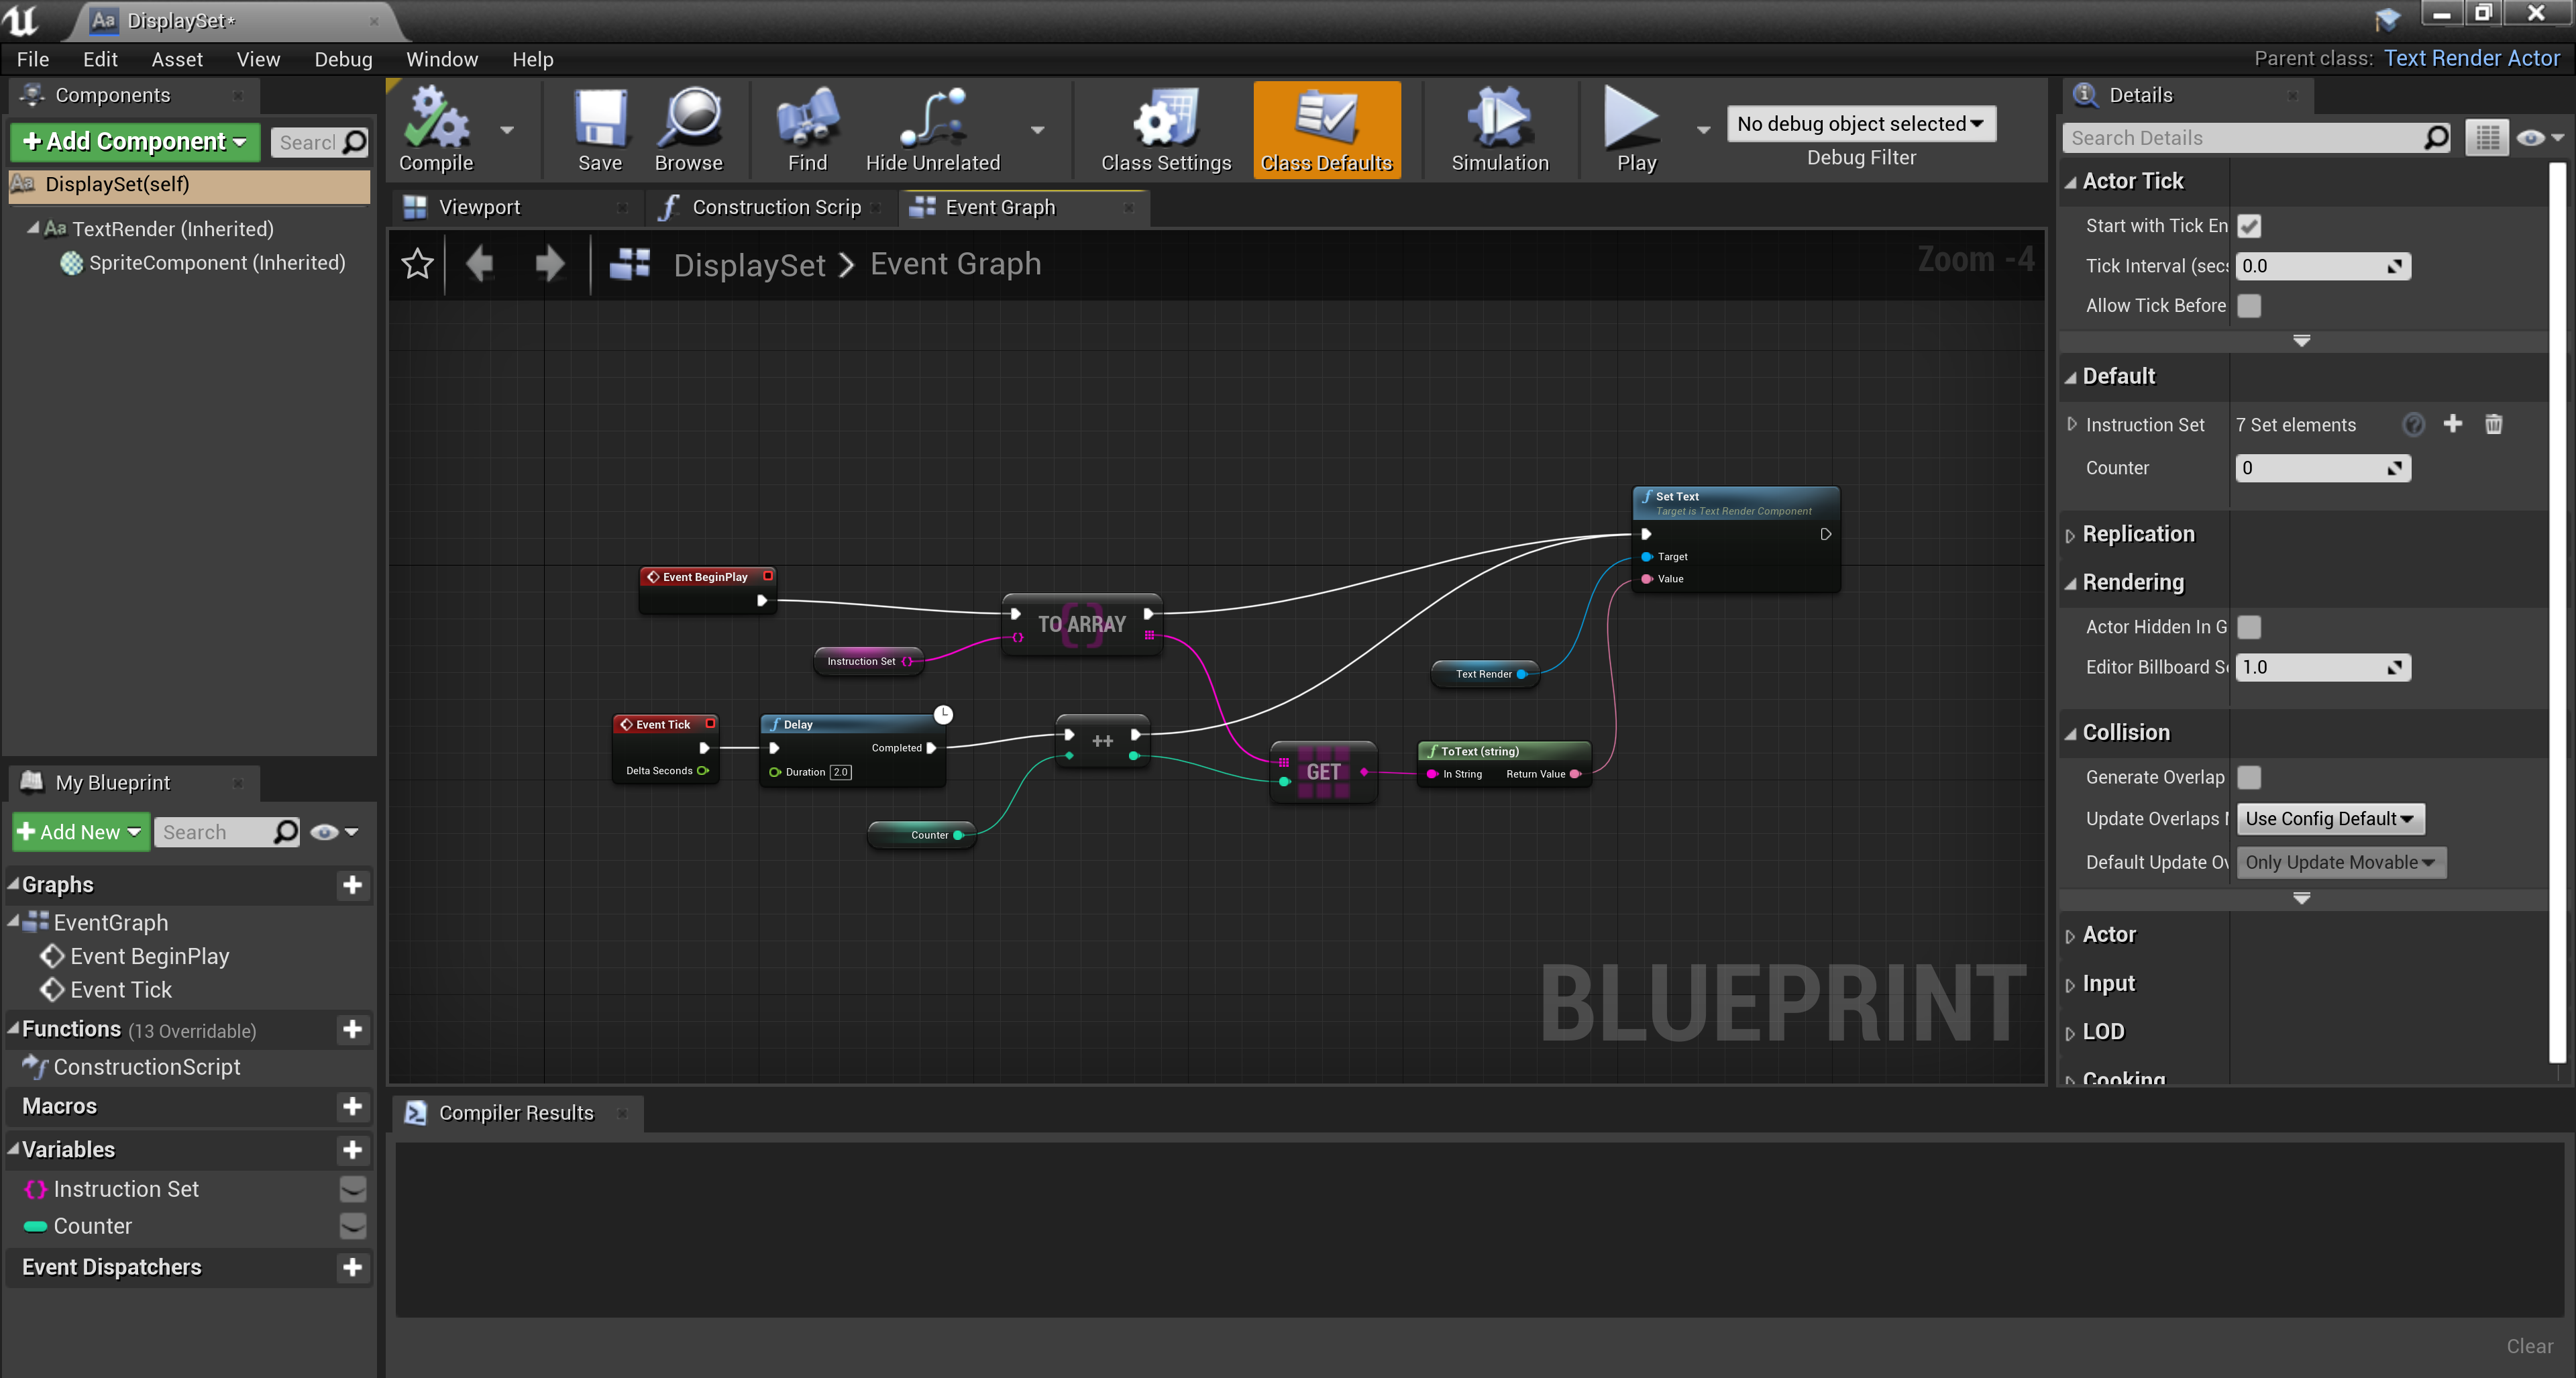 DisplaySet*
File Edit Asset View Debug Window Help
Parent class: Text Render Actor
Components
+Add Component
Searcl
DisplaySet(self)
TextRender (Inherited)
SpriteComponent (Inherited)
My Blueprint
+Add New
Search
Graphs
EventGraph
Event BeginPlay
Event Tick
Functions (13 Overridable)
ConstructionScript
Macros
Variables
Instruction Set
Counter
Event Dispatchers
Compile
Save
Browse
Find
Hide Unrelated
Class Settings
Class Defaults
Simulation
Play
No debug object selected
Debug Filter
Viewport
Construction Scrip
Event Graph
DisplaySet > Event Graph
Zoom -4
Event BeginPlay
Instruction Set
TO ARRAY
Event Tick
Delta Seconds
Delay
Completed
Duration 2.0
++
Counter
GET
ToText (string)
In String Return Value
Text Render
Set Text
Target is Text Render Component
Target
Value
BLUEPRINT
Compiler Results
Clear
Details
Search Details
Actor Tick
Start with Tick En
Tick Interval (secs 0.0
Allow Tick Before
Default
Instruction Set 7 Set elements
Counter 0
Replication
Rendering
Actor Hidden In G
Editor Billboard Sc 1.0
Collision
Generate Overlap
Update Overlaps M Use Config Default
Default Update Ov Only Update Movable
Actor
Input
LOD
Cooking